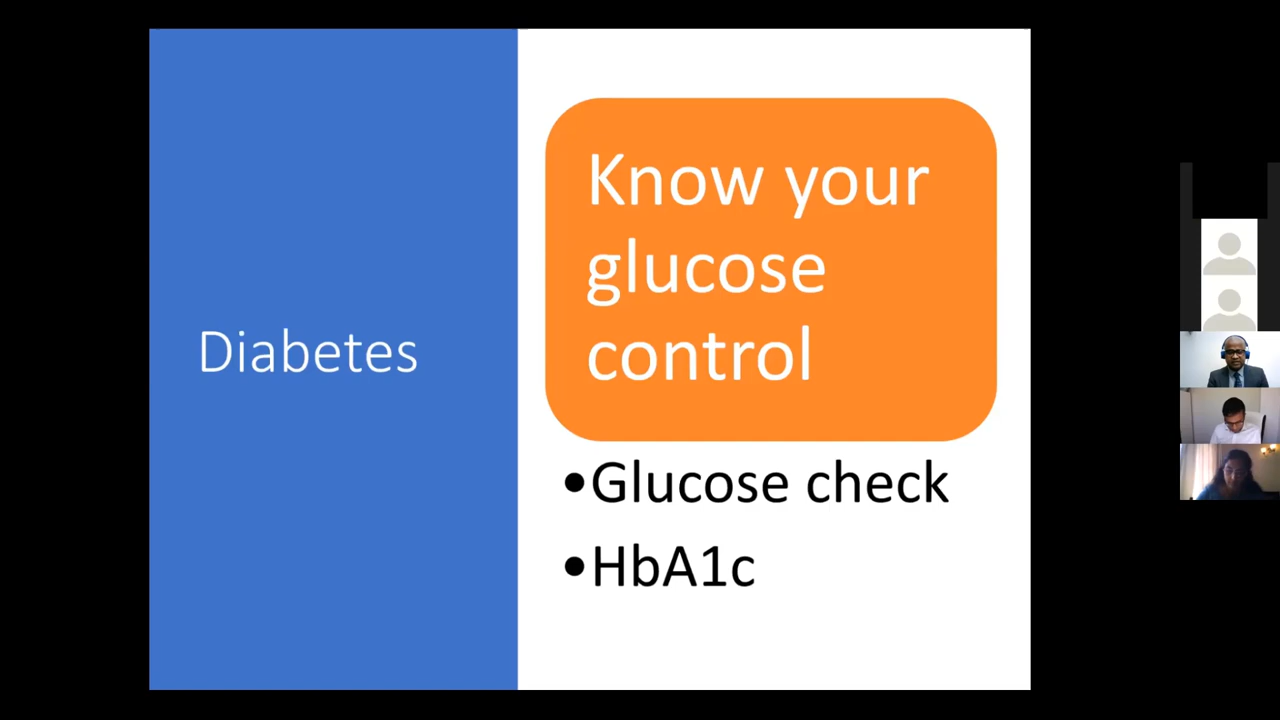 Diabetes
Know your
glucose
control
•Glucose check
•HbA1c